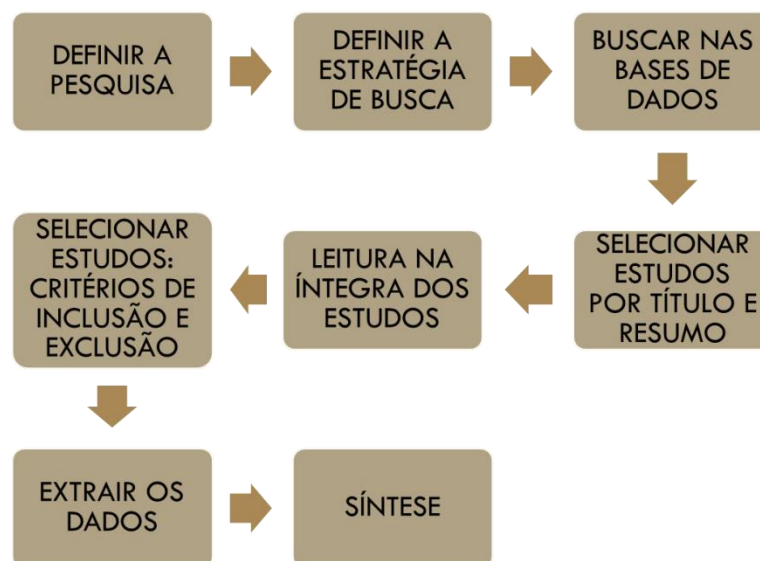 DEFINIR A
PESQUISA
DEFINIR A
ESTRATÉGIA
DE BUSCA
BUSCAR NAS
BASES DE
DADOS
SELECIONAR
ESTUDOS
POR TÍTULO E
RESUMO
LEITURA NA
ÍNTEGRA DOS
ESTUDOS
SELECIONAR
ESTUDOS:
CRITÉRIOS DE
INCLUSÃO E
EXCLUSÃO
EXTRAIR OS
DADOS
SÍNTESE